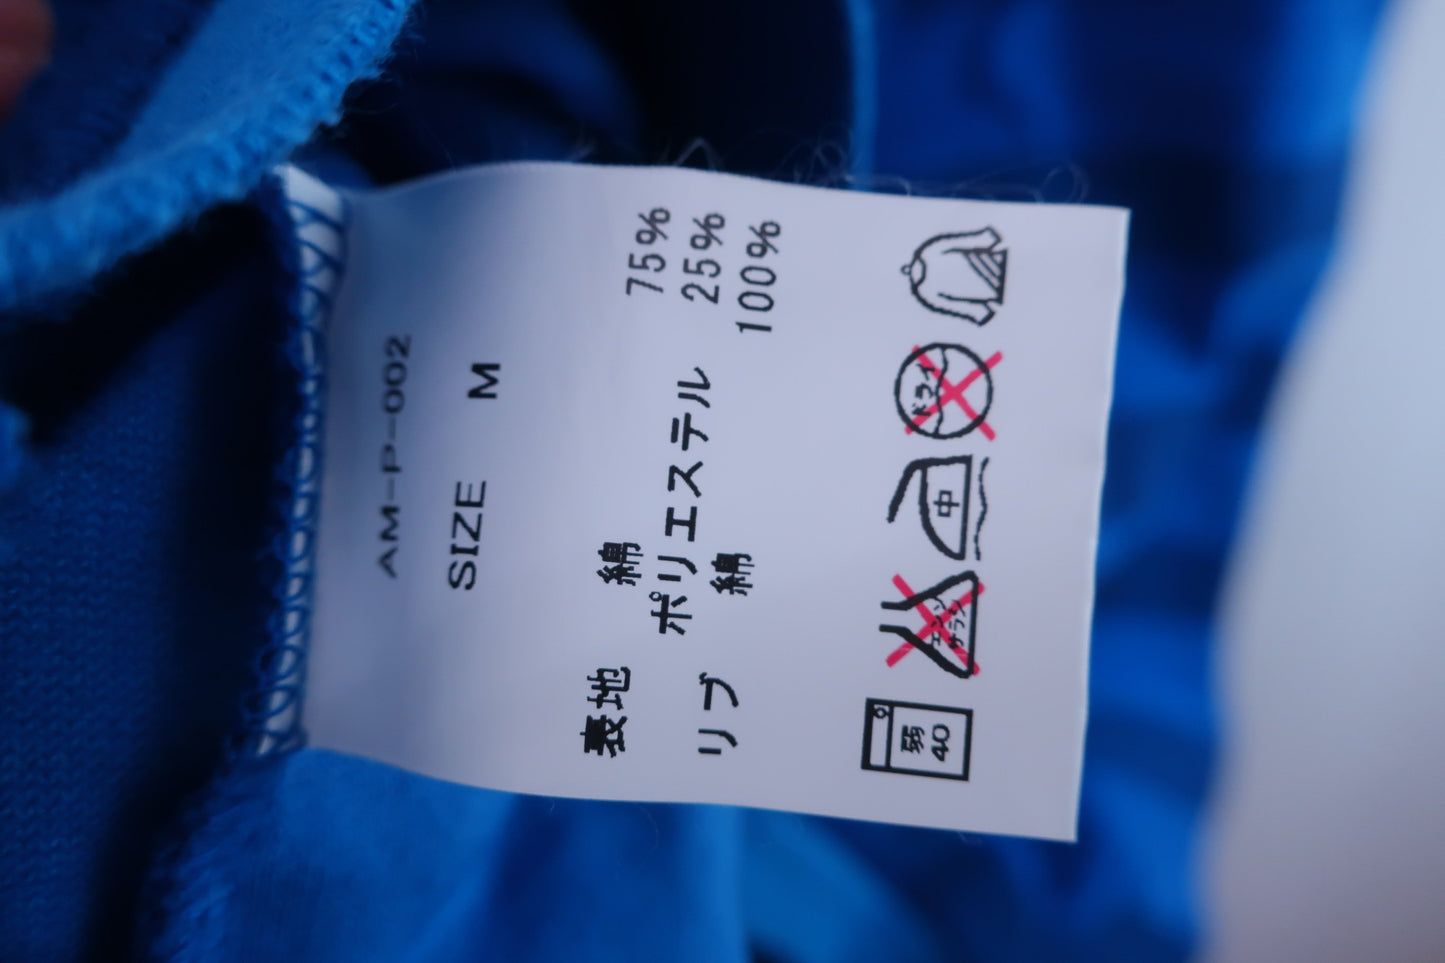 AM-P-002
SIZE M
表地 綿 75%
ポリエステル 25%
リブ 綿 100%
弱
40
エンソ
サラシ
中
ドライ